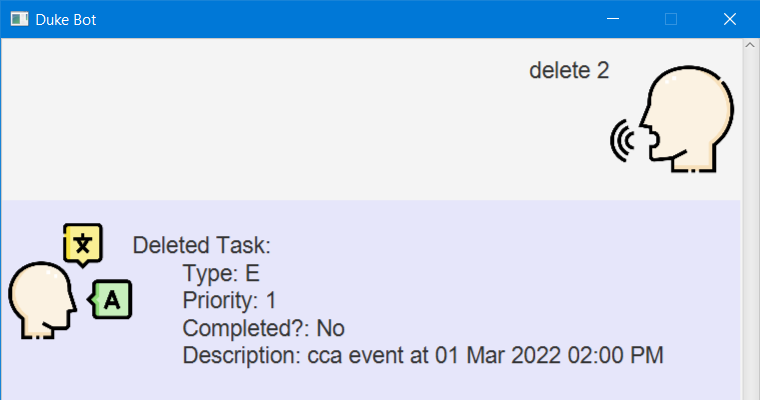 Duke Bot
delete 2
文
A
Deleted Task:
Type: E
Priority: 1
Completed?: No
Description: cca event at 01 Mar 2022 02:00 PM